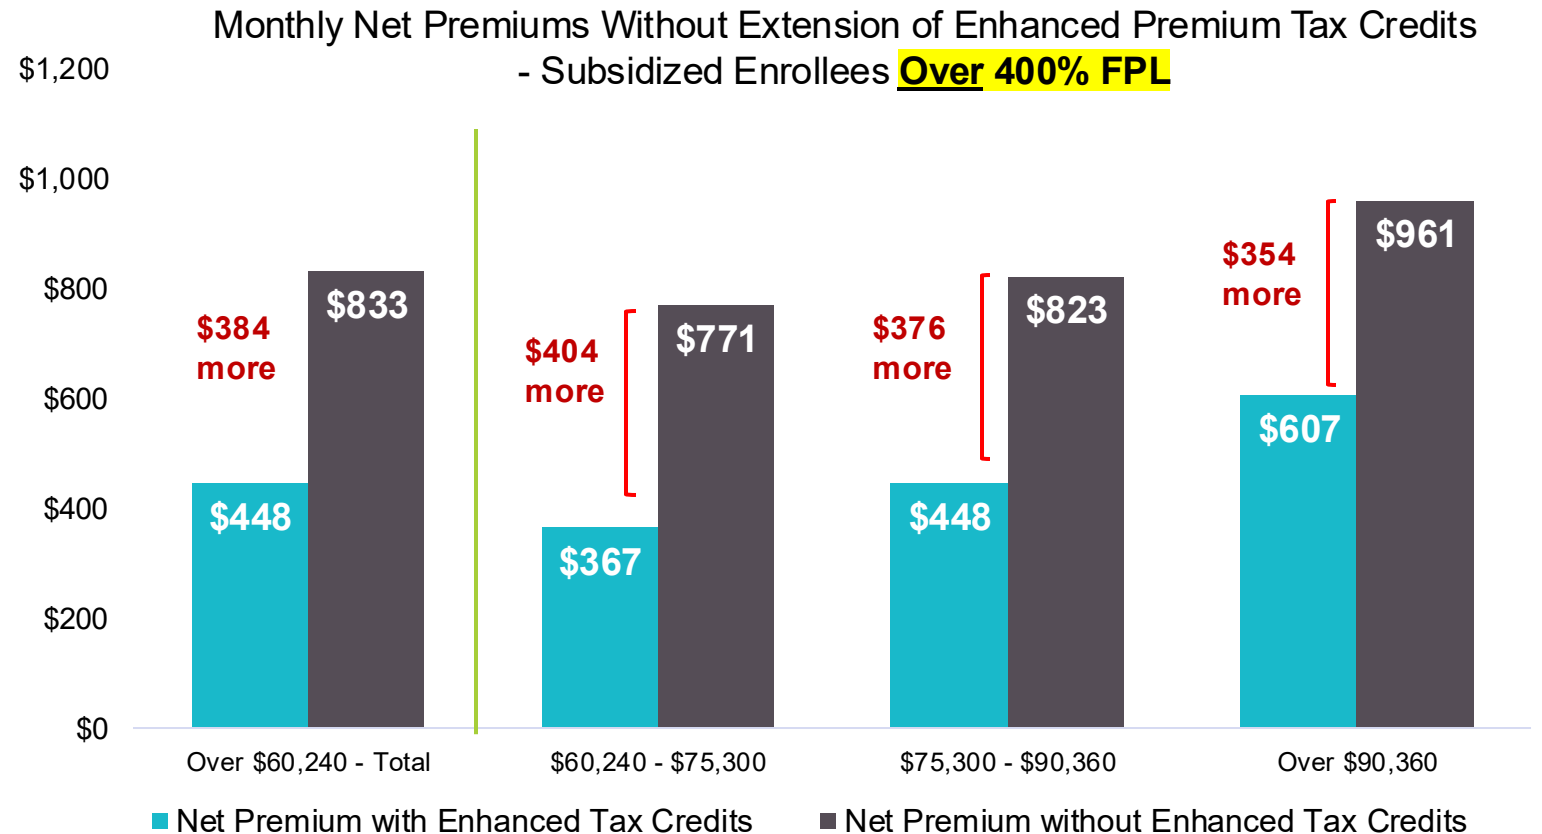 Monthly Net Premiums Without Extension of Enhanced Premium Tax Credits
- Subsidized Enrollees Over 400% FPL
$1,200
$1,000
$800
$600
$400
$200
$0
$384
more
$448
$833
$404
more
$367
$771
$376
more
$448
$823
$354
more
$607
$961
Over $60,240 - Total
$60,240 - $75,300
$75,300 - $90,360
Over $90,360
Net Premium with Enhanced Tax Credits
Net Premium without Enhanced Tax Credits